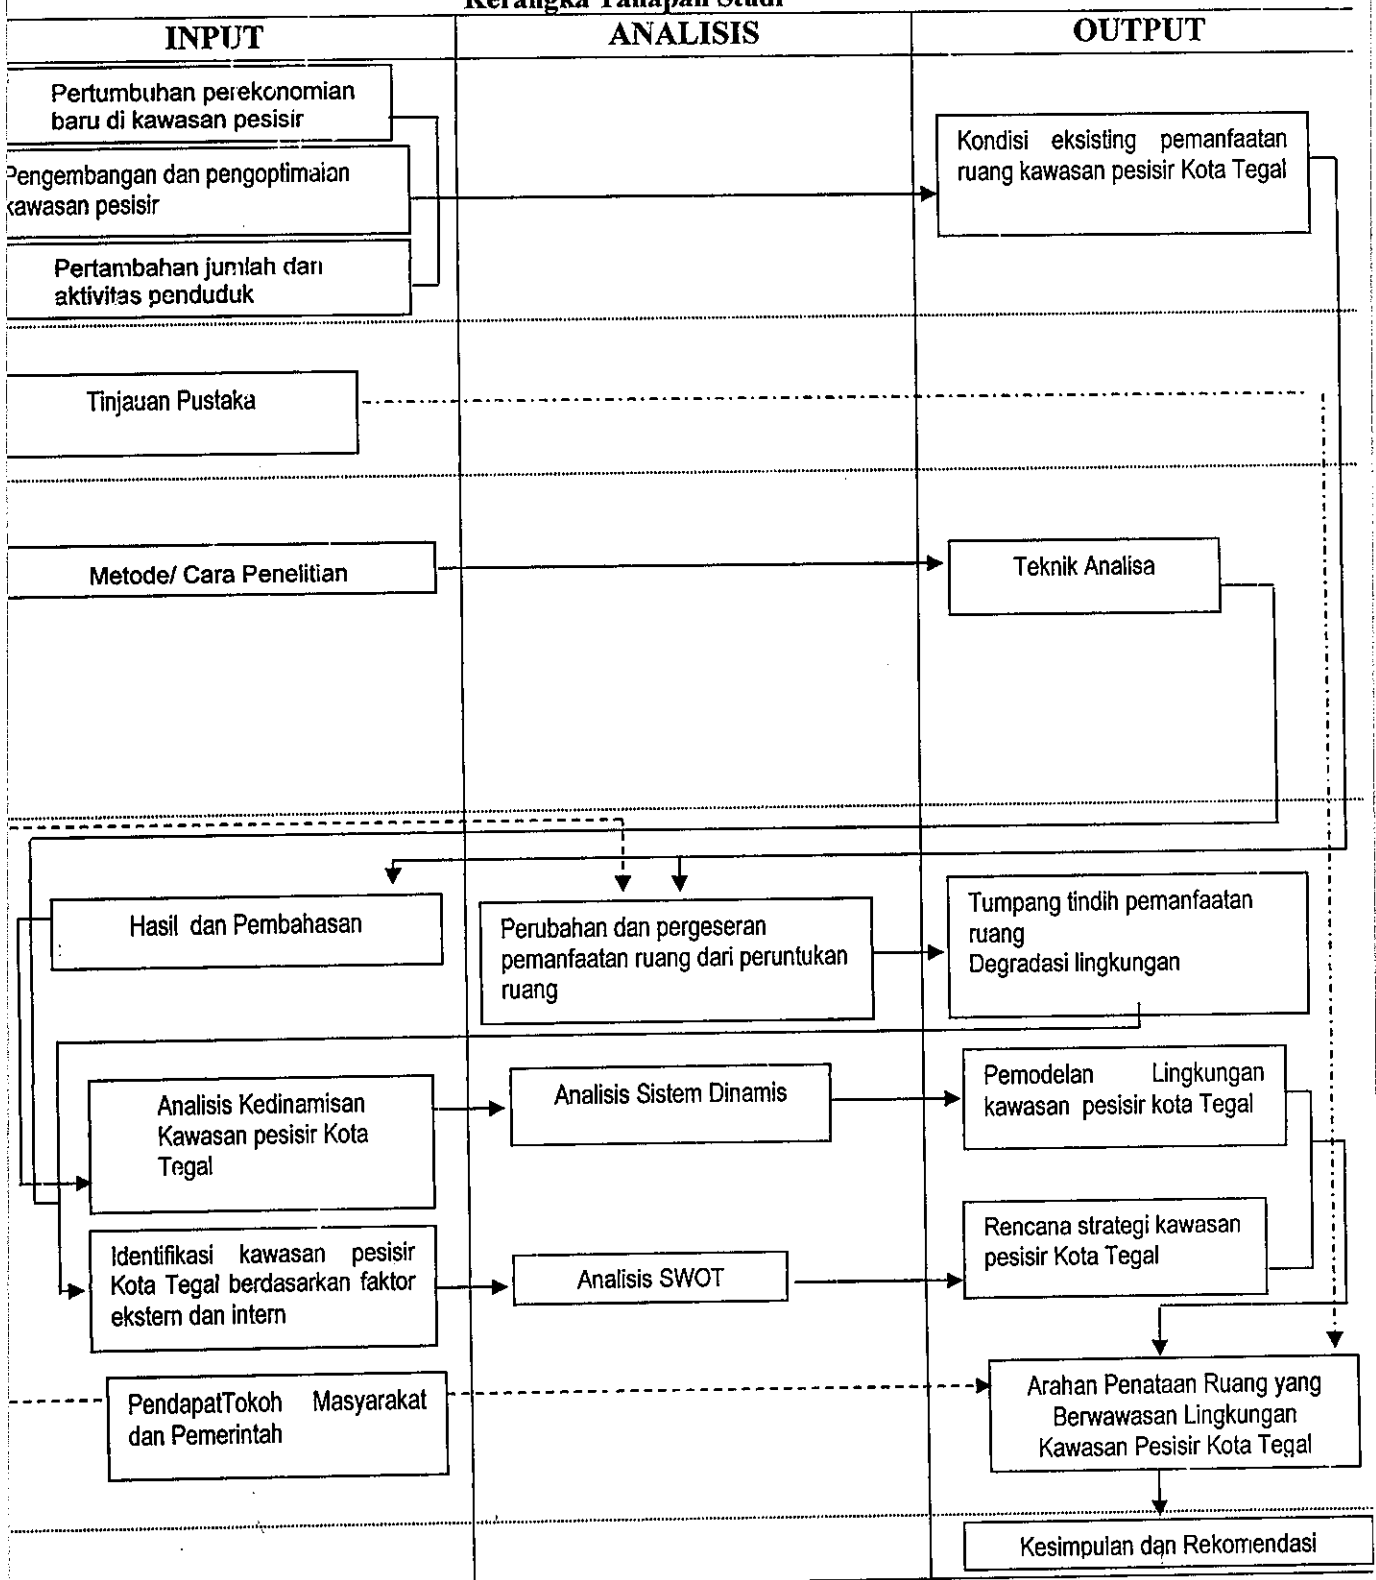 Kerangka Tahapan Studi
INPUT
ANALISIS
OUTPUT
Pertumbuhan perekonomian
baru di kawasan pesisir
Pengembangan dan pengoptimalan
kawasan pesisir
Pertambahan jumlah dan
aktivitas penduduk
Kondisi eksisting pemanfaatan
ruang kawasan pesisir Kota Tegal
Tinjauan Pustaka
Metode/ Cara Penelitian
Teknik Analisa
Hasil dan Pembahasan
Perubahan dan pergeseran
pemanfaatan ruang dari peruntukan
ruang
Tumpang tindih pemanfaatan
ruang
Degradasi lingkungan
Analisis Kedinamisan
Kawasan pesisir Kota
Tegal
Analisis Sistem Dinamis
Pemodelan Lingkungan
kawasan pesisir kota Tegal
Identifikasi kawasan pesisir
Kota Tegal berdasarkan faktor
ekstern dan intern
Analisis SWOT
Rencana strategi kawasan
pesisir Kota Tegal
PendapatTokoh Masyarakat
dan Pemerintah
Arahan Penataan Ruang yang
Berwawasan Lingkungan
Kawasan Pesisir Kota Tegal
Kesimpulan dan Rekomendasi